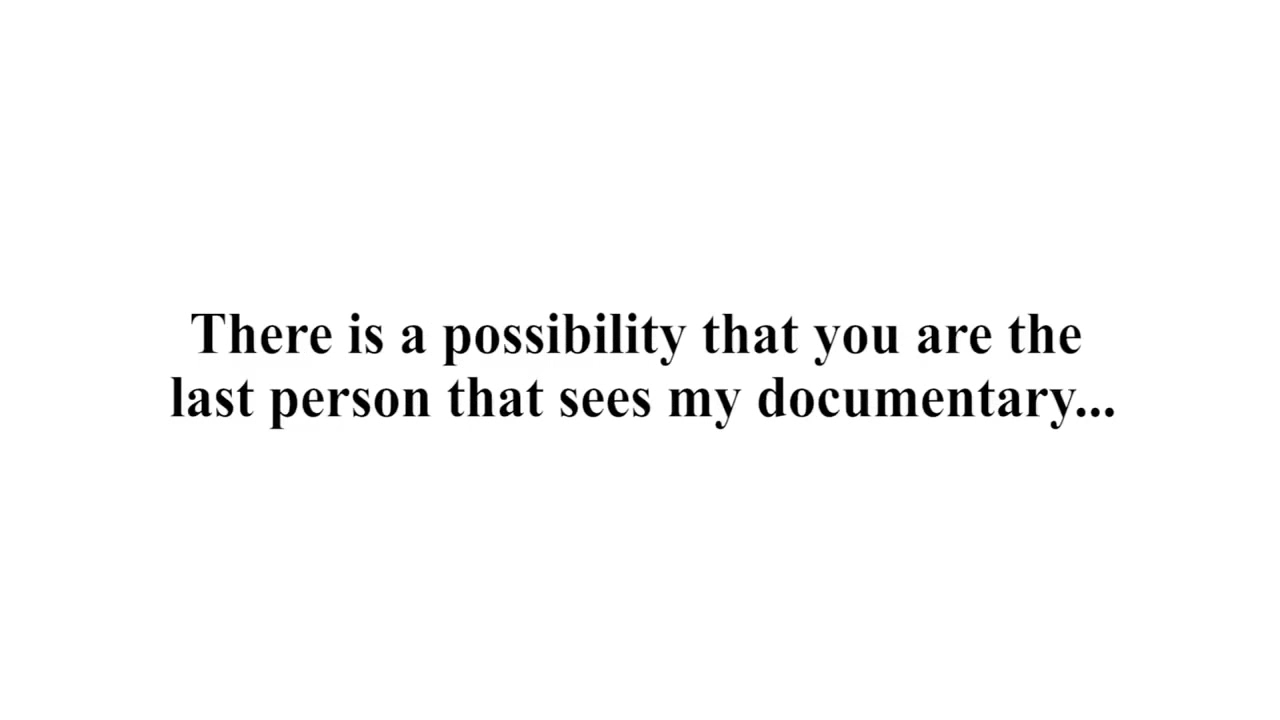 There is a possibility that you are the
last person that sees my documentary...